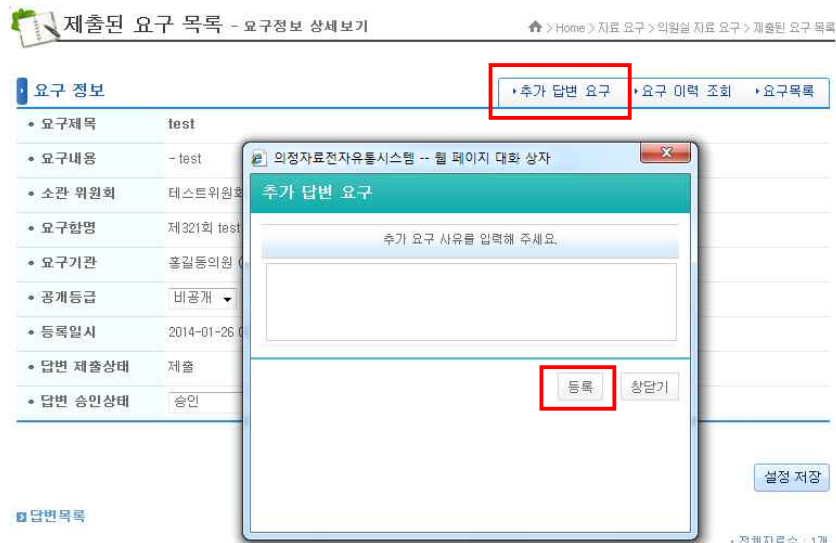 제출된 요구 목록 - 요구정보 상세보기
> Home > 자료 요구 > 의원실 자료 요구 > 제출된 요구 목록
요구 정보
추가 답변 요구
요구 이력 조회
요구목록
요구제목 test
요구내용 - test
소관 위원회 테스트위원회
요구함명 제321회 test
요구기관 홍길동의원 (
공개등급 비공개
등록일시 2014-01-26
답변 제출상태 제출
답변 승인상태 승인
의정자료전자유통시스템 -- 웹 페이지 대화 상자
추가 답변 요구
추가 요구 사유를 입력해 주세요.
등록
창닫기
설정 저장
답변목록
전체자료수 : 1개